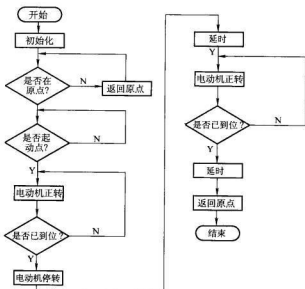 开始
初始化
是否在
原点?
N
返回原点
Y
是否起
动点?
N
Y
电动机正转
是否已到位?
N
Y
电动机停转
延时
Y
电动机正转
是否已到位?
N
Y
延时
返回原点
结束